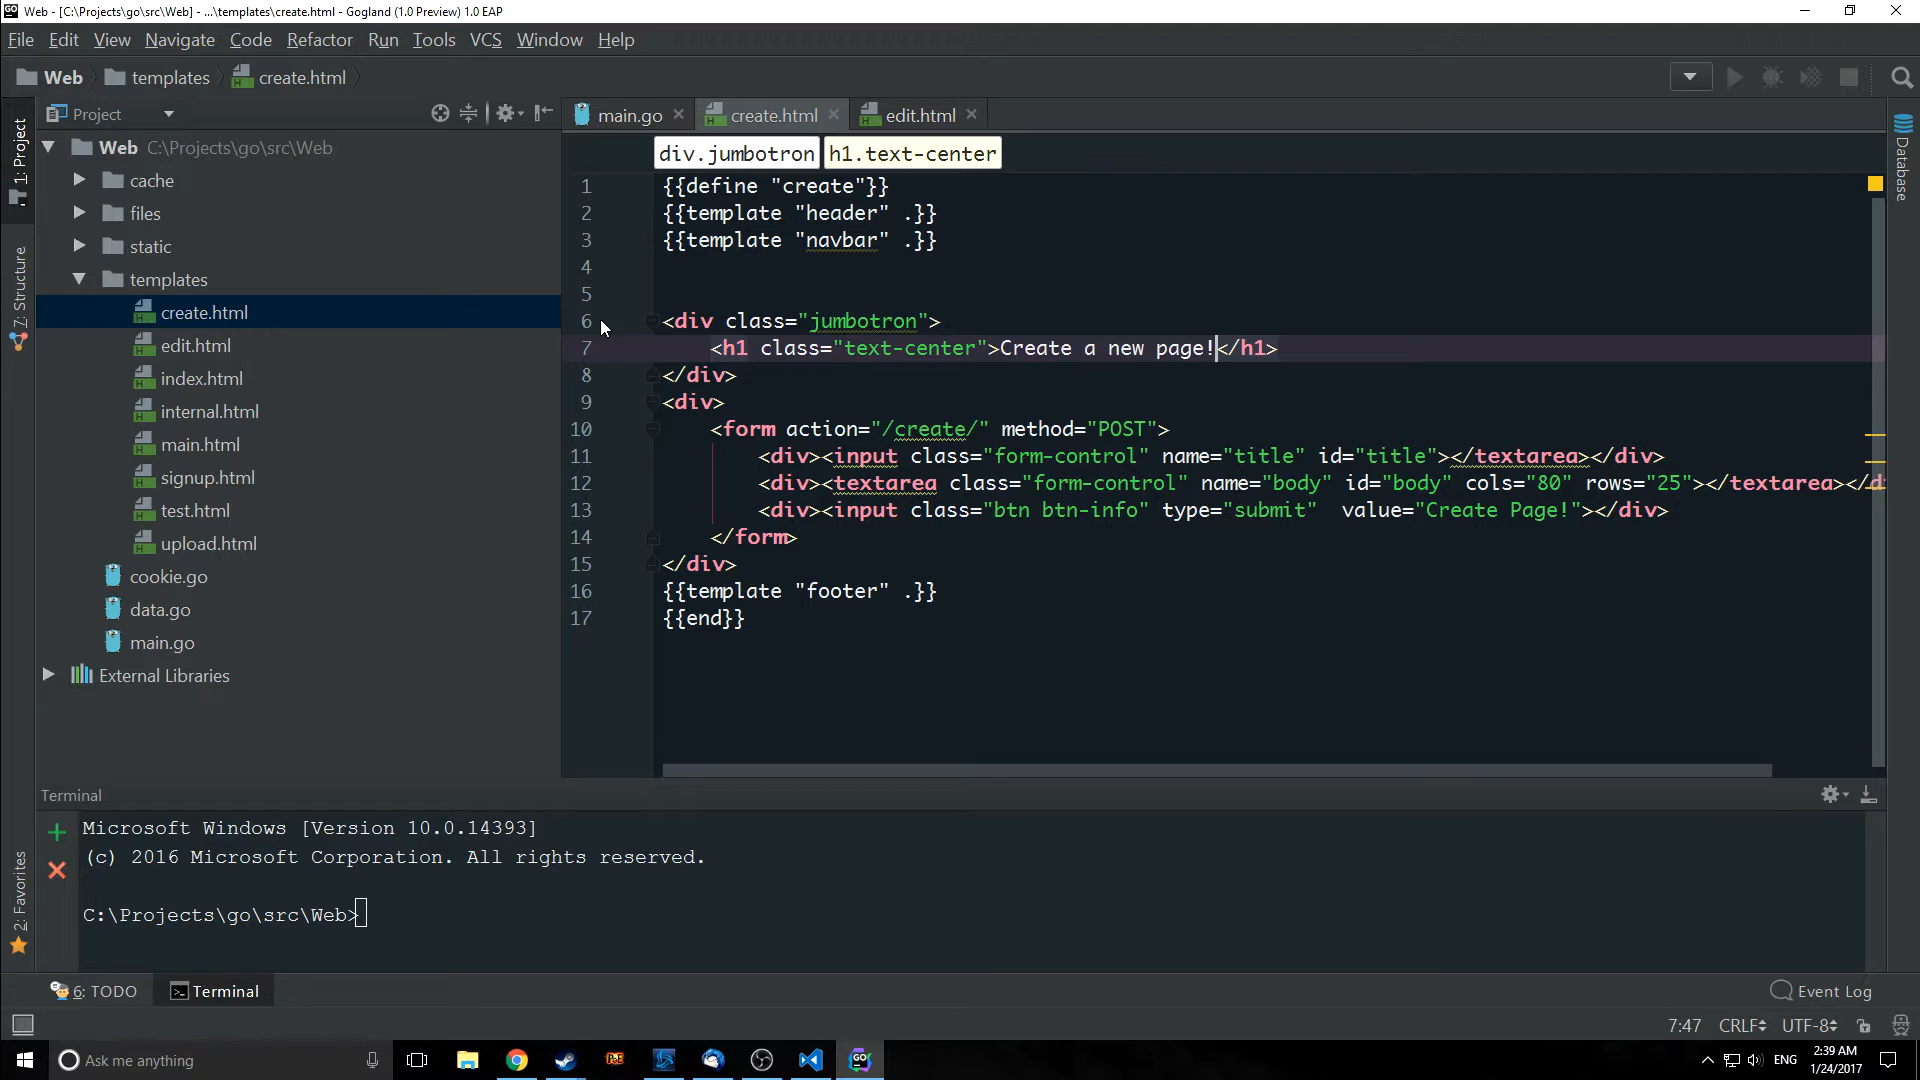 Web - [C:\Projects\go\src\Web] - ...\templates\create.html - Gogland (1.0 Preview) 1.0 EAP
File Edit View Navigate Code Refactor Run Tools VCS Window Help
Web templates create.html
1: Project
7: Structure
2: Favorites
Project
Web C:\Projects\go\src\Web
cache
files
static
templates
create.html
edit.html
index.html
internal.html
main.html
signup.html
test.html
upload.html
cookie.go
data.go
main.go
External Libraries
main.go create.html edit.html
div.jumbotron h1.text-center
1 {{define "create"}}
2 {{template "header" .}}
3 {{template "navbar" .}}
4
5
6 <div class="jumbotron">
7 <h1 class="text-center">Create a new page!</h1>
8 </div>
9 <div>
10 <form action="/create/" method="POST">
11 <div><input class="form-control" name="title" id="title"></textarea></div>
12 <div><textarea class="form-control" name="body" id="body" cols="80" rows="25"></textarea></d
13 <div><input class="btn btn-info" type="submit"  value="Create Page!"></div>
14 </form>
15 </div>
16 {{template "footer" .}}
17 {{end}}
Database
Terminal
Microsoft Windows [Version 10.0.14393]
(c) 2016 Microsoft Corporation. All rights reserved.
C:\Projects\go\src\Web>
6: TODO Terminal Event Log
7:47 CRLF UTF-8
Ask me anything
GO
ENG
2:39 AM
1/24/2017